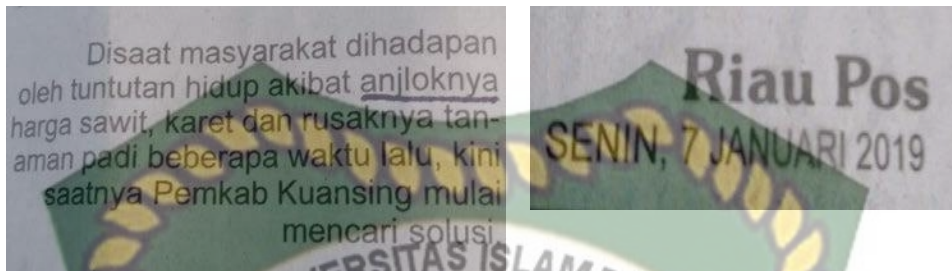 Disaat masyarakat dihadapan
oleh tuntutan hidup akibat anjloknya
harga sawit, karet dan rusaknya tan-
aman padi beberapa waktu lalu, kini
saatnya Pemkab Kuansing mulai
mencari solusi
Riau Pos
SENIN, 7 JANUARI 2019